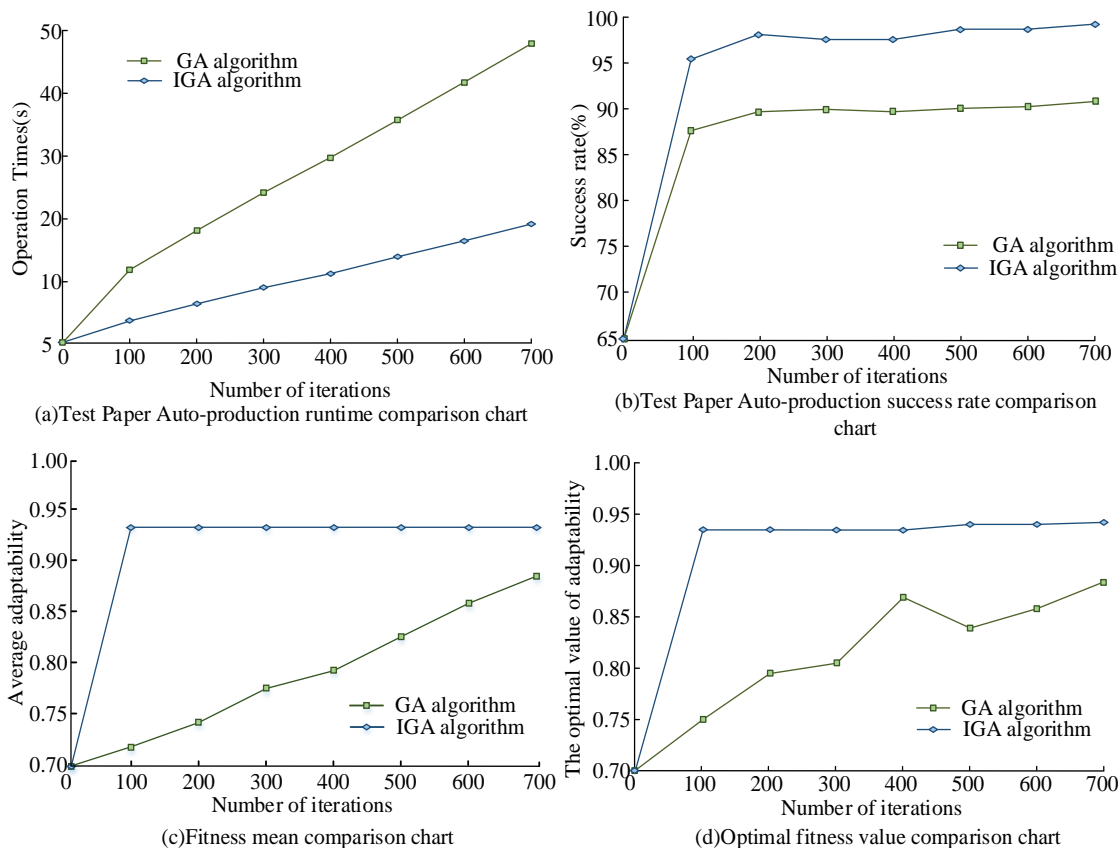 50
40
30
20
10
5
Operation Times(s)
GA algorithm
IGA algorithm
0
100
200
300
400
500
600
700
Number of iterations
(a)Test Paper Auto-production runtime comparison chart
100
95
90
85
80
75
70
65
Success rate(%)
GA algorithm
IGA algorithm
0
100
200
300
400
500
600
700
Number of iterations
(b)Test Paper Auto-production success rate comparison
chart
1.00
0.95
0.90
0.85
0.80
0.75
0.70
Average adaptability
GA algorithm
IGA algorithm
0
100
200
300
400
500
600
700
Number of iterations
(c)Fitness mean comparison chart
1.00
0.95
0.90
0.85
0.80
0.75
0.70
The optimal value of adaptability
GA algorithm
IGA algorithm
0
100
200
300
400
500
600
700
Number of iterations
(d)Optimal fitness value comparison chart